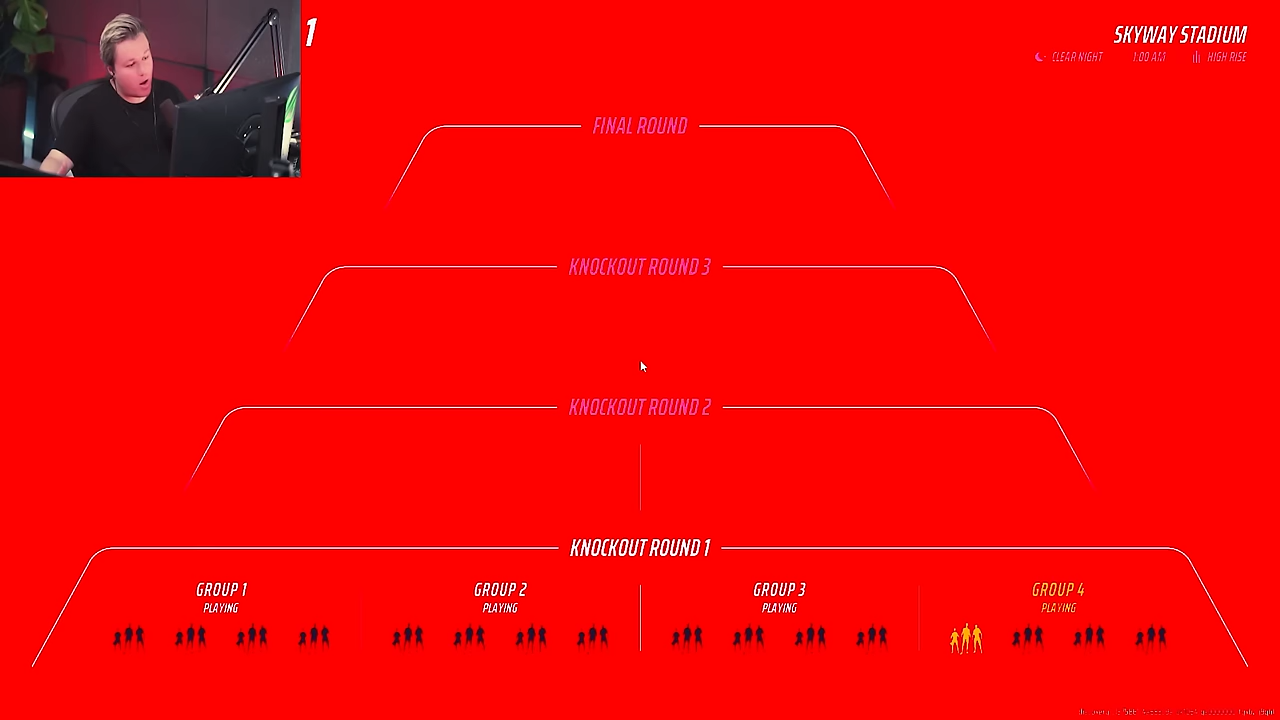 1
SKYWAY STADIUM
CLEAR NIGHT 1:00 AM HIGH RISE
FINAL ROUND
KNOCKOUT ROUND 3
KNOCKOUT ROUND 2
KNOCKOUT ROUND 1
GROUP 1 GROUP 2 GROUP 3 GROUP 4
PLAYING PLAYING PLAYING PLAYING